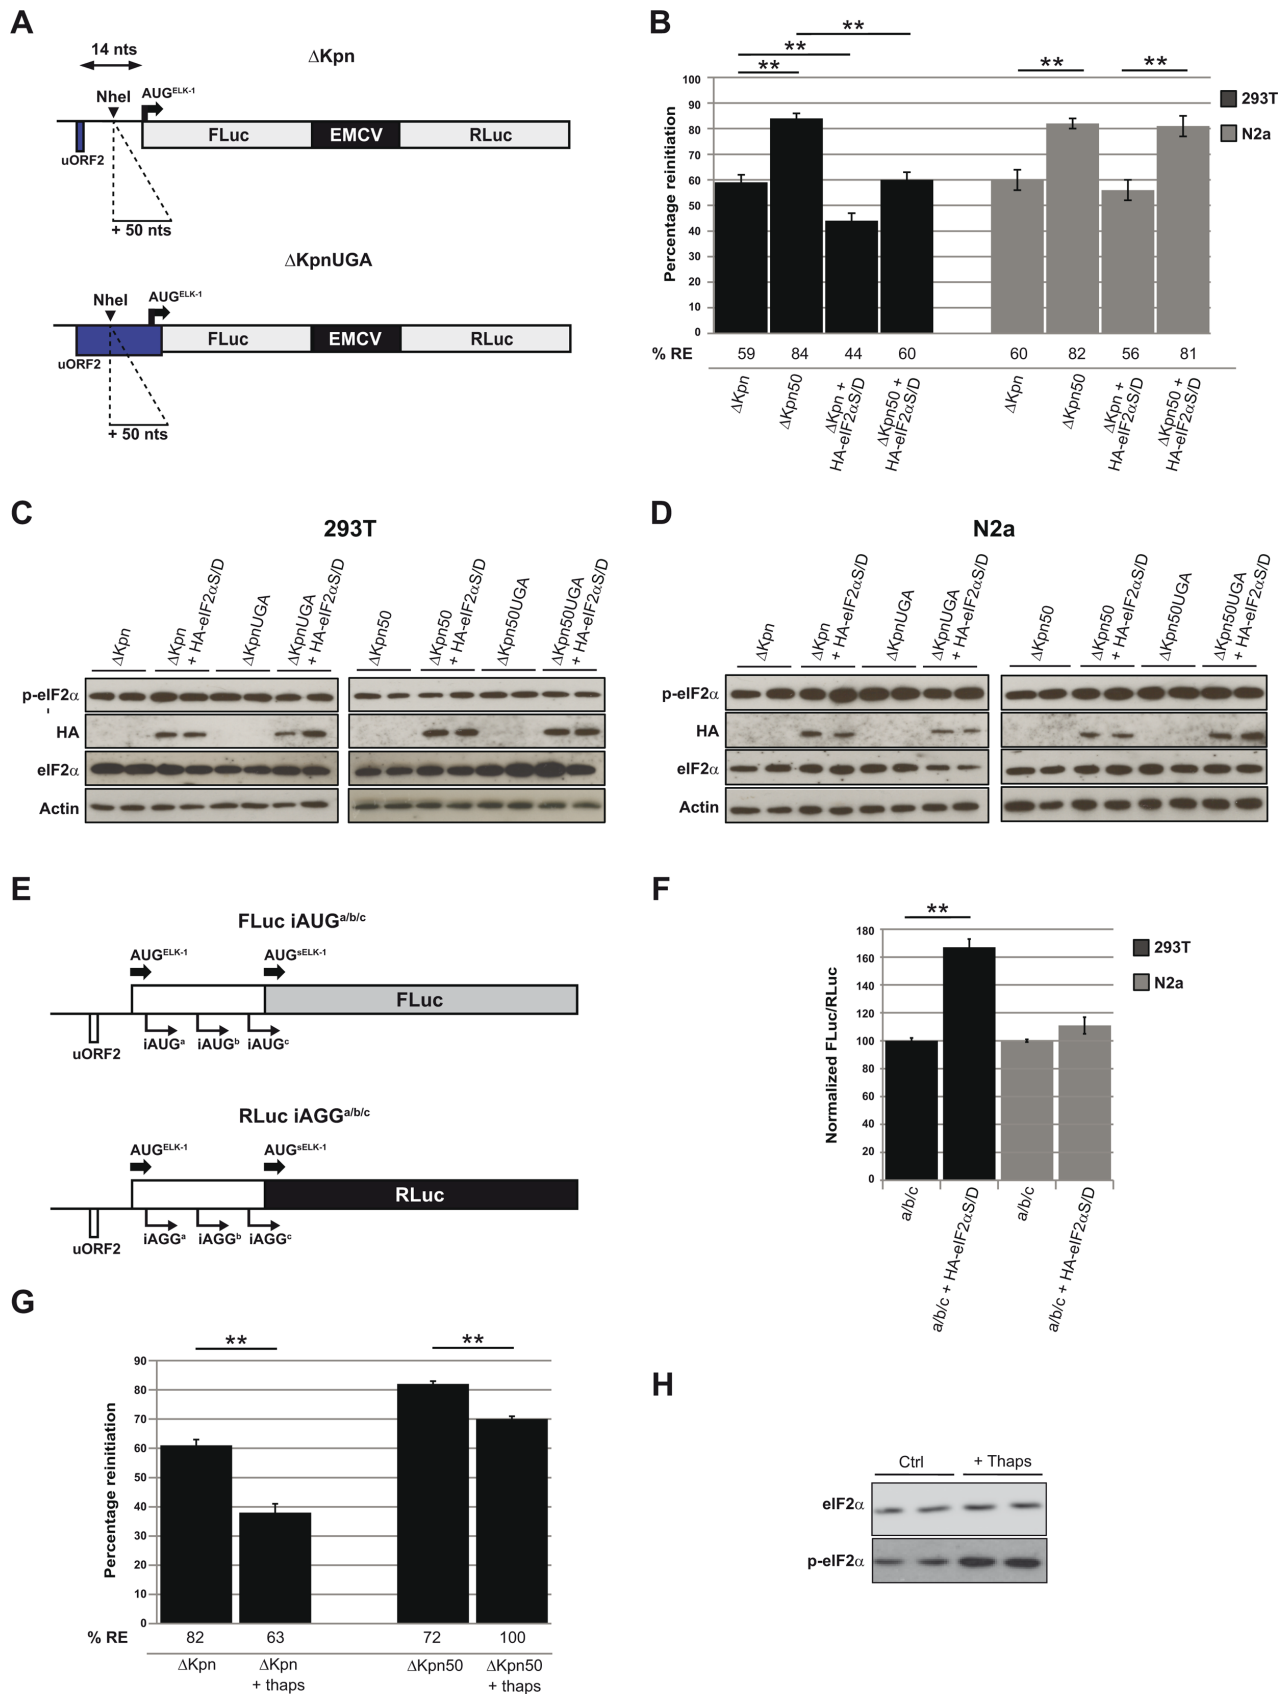 A
14 nts
ΔKpn
NheI
AUGELK-1
FLuc
EMCV
RLuc
uORF2
+ 50 nts
ΔKpnUGA
NheI
AUGELK-1
FLuc
EMCV
RLuc
uORF2
+50 nts
B
**
**
**
**
**
100
90
80
70
60
50
40
30
20
10
0
Percentage reinitiation
293T
N2a
% RE
59
84
44
60
60
82
56
81
ΔKpn
ΔKpn50
ΔKpn +
HA-eIF2αS/D
ΔKpn50 +
HA-eIF2αS/D
ΔKpn
ΔKpn50
ΔKpn +
HA-eIF2αS/D
ΔKpn50 +
HA-eIF2αS/D
C
293T
ΔKpn
ΔKpn
+ HA-eIF2αS/D
ΔKpnUGA
ΔKpnUGA
+ HA-eIF2αS/D
ΔKpn50
ΔKpn50
+ HA-eIF2αS/D
ΔKpn50UGA
ΔKpn50UGA
+ HA-eIF2αS/D
p-eIF2α
HA
eIF2α
Actin
D
N2a
ΔKpn
ΔKpn
+ HA-eIF2αS/D
ΔKpnUGA
ΔKpnUGA
+ HA-eIF2αS/D
ΔKpn50
ΔKpn50
+ HA-eIF2αS/D
ΔKpn50UGA
ΔKpn50UGA
+ HA-eIF2αS/D
p-eIF2α
HA
eIF2α
Actin
E
FLuc iAUGa/b/c
AUGELK-1
AUGsELK-1
FLuc
uORF2
iAUGa
iAUGb
iAUGc
RLuc iAGGa/b/c
AUGELK-1
AUGsELK-1
RLuc
uORF2
iAGGa
iAGGb
iAGGc
F
**
180
160
140
120
100
80
60
40
20
0
Normalized FLuc/RLuc
293T
N2a
a/b/c
a/b/c + HA-eIF2αS/D
a/b/c
a/b/c + HA-eIF2αS/D
G
**
**
90
80
70
60
50
40
30
20
10
0
Percentage reinitiation
% RE
82
63
72
100
ΔKpn
ΔKpn
+ thaps
ΔKpn50
ΔKpn50
+ thaps
H
Ctrl
+ Thaps
eIF2α
p-eIF2α